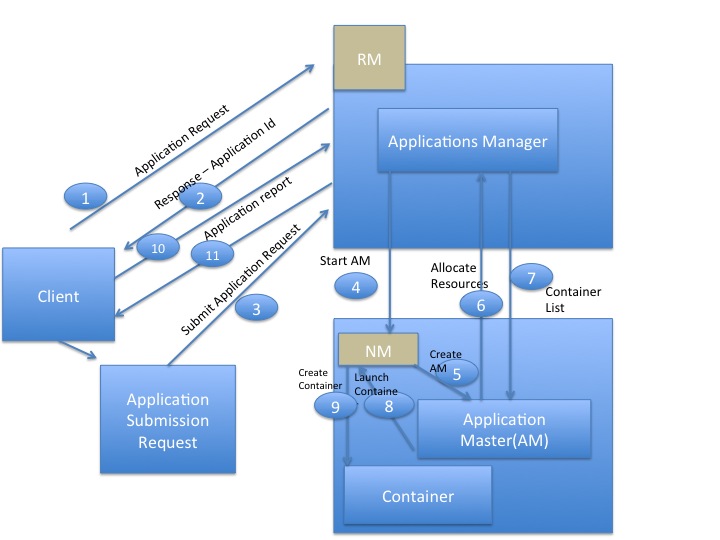 RM
Applications Manager
Application Request
Response – Application Id
1
2
Application report
10
11
Submit Application Request
3
Client
Start AM
4
Allocate
Resources
6
7
Container
List
Application
Submission
Request
NM
Create
AM
5
Create
Container
9
Launch
Containe
8
Application
Master(AM)
Container